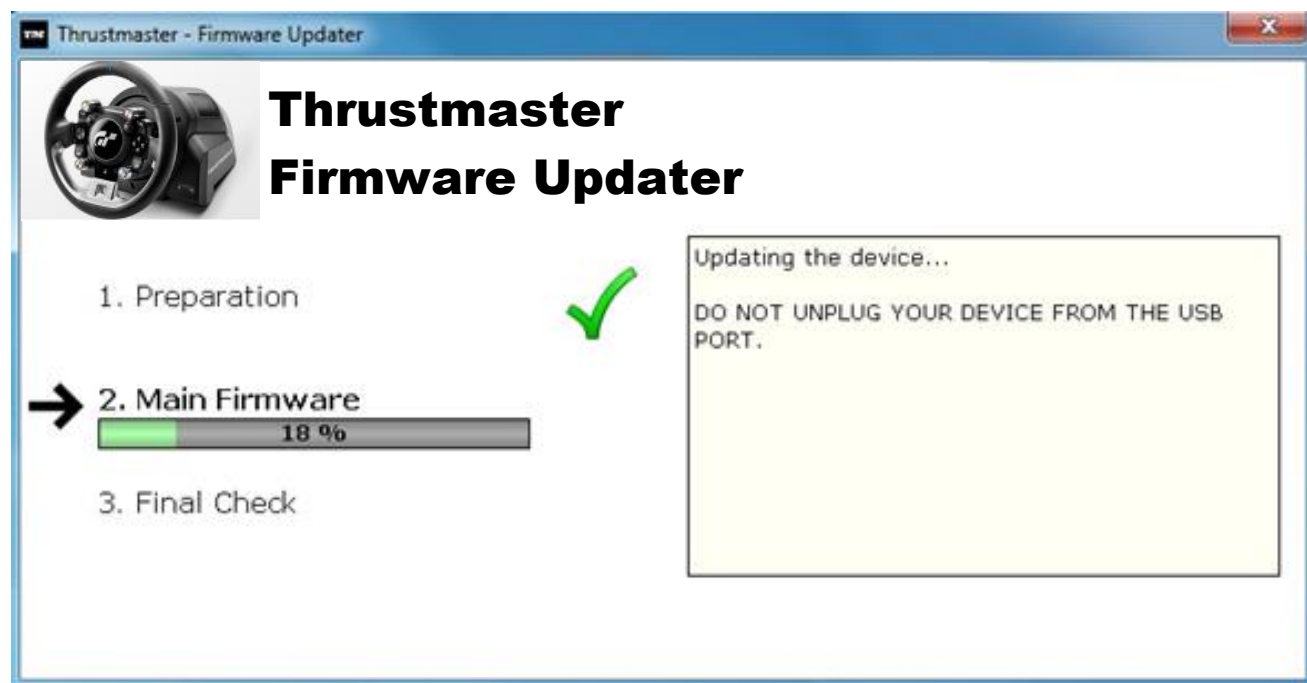 Thrustmaster - Firmware Updater
Thrustmaster
Firmware Updater
1. Preparation
2. Main Firmware
18 %
3. Final Check
Updating the device...
DO NOT UNPLUG YOUR DEVICE FROM THE USB
PORT.